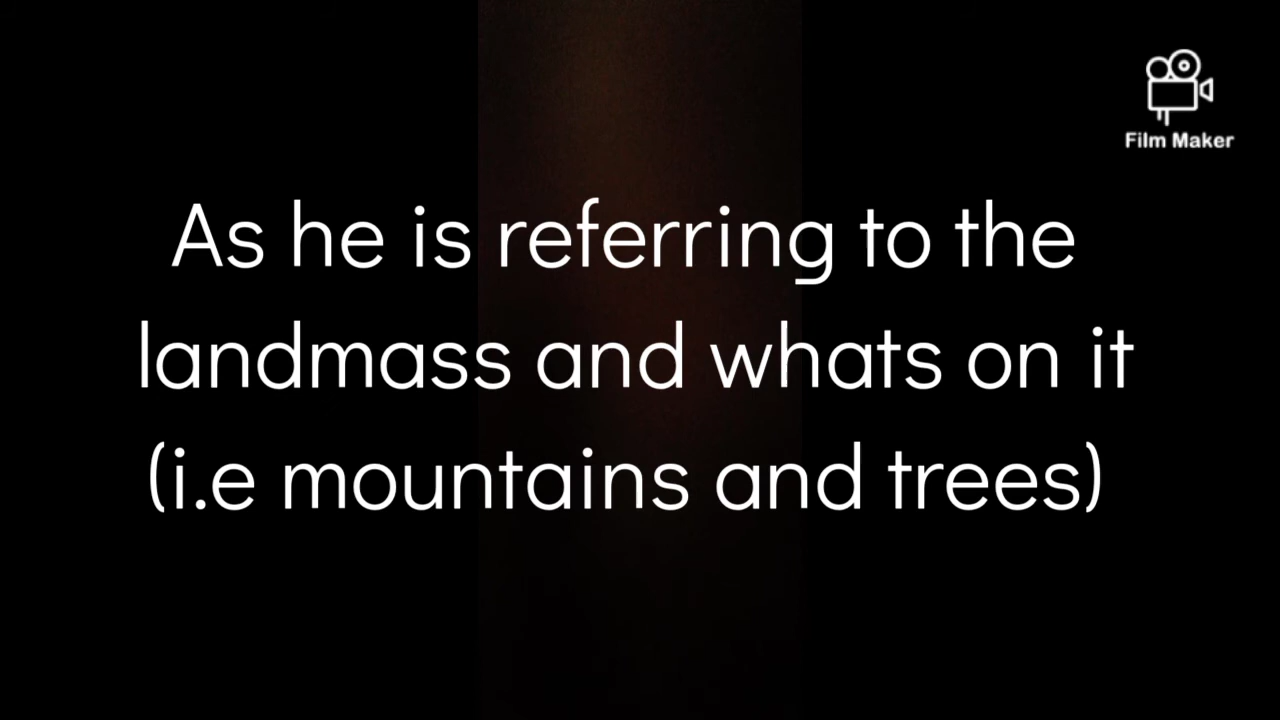 Film Maker
As he is referring to the
landmass and whats on it
(i.e mountains and trees)